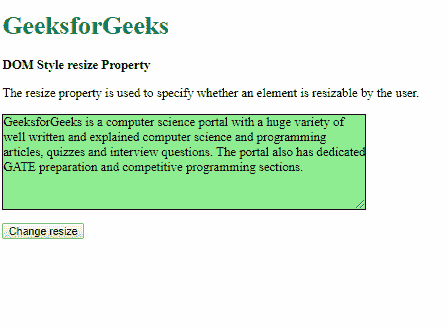 GeeksforGeeks
DOM Style resize Property
The resize property is used to specify whether an element is resizable by the user.
GeeksforGeeks is a computer science portal with a huge variety of
well written and explained computer science and programming
articles, quizzes and interview questions. The portal also has dedicated
GATE preparation and competitive programming sections.
Change resize